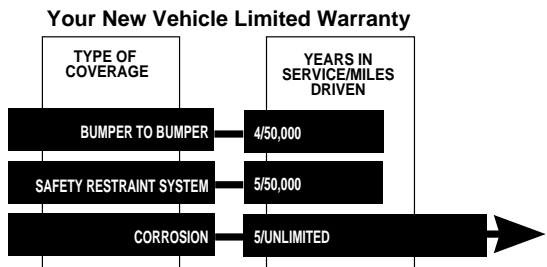 Your New Vehicle Limited Warranty
TYPE OF
COVERAGE
YEARS IN
SERVICE/MILES
DRIVEN
BUMPER TO BUMPER
4/50,000
SAFETY RESTRAINT SYSTEM
5/50,000
CORROSION
5/UNLIMITED